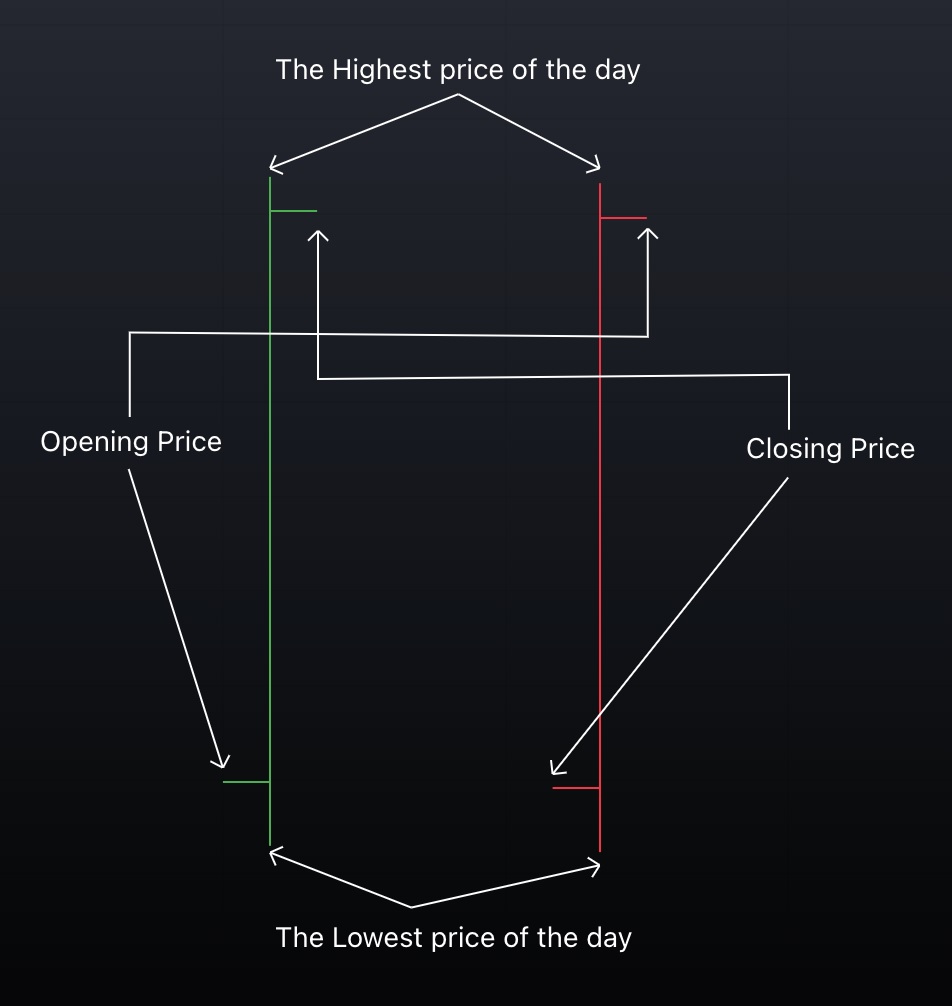 The Highest price of the day
Opening Price
Closing Price
The Lowest price of the day